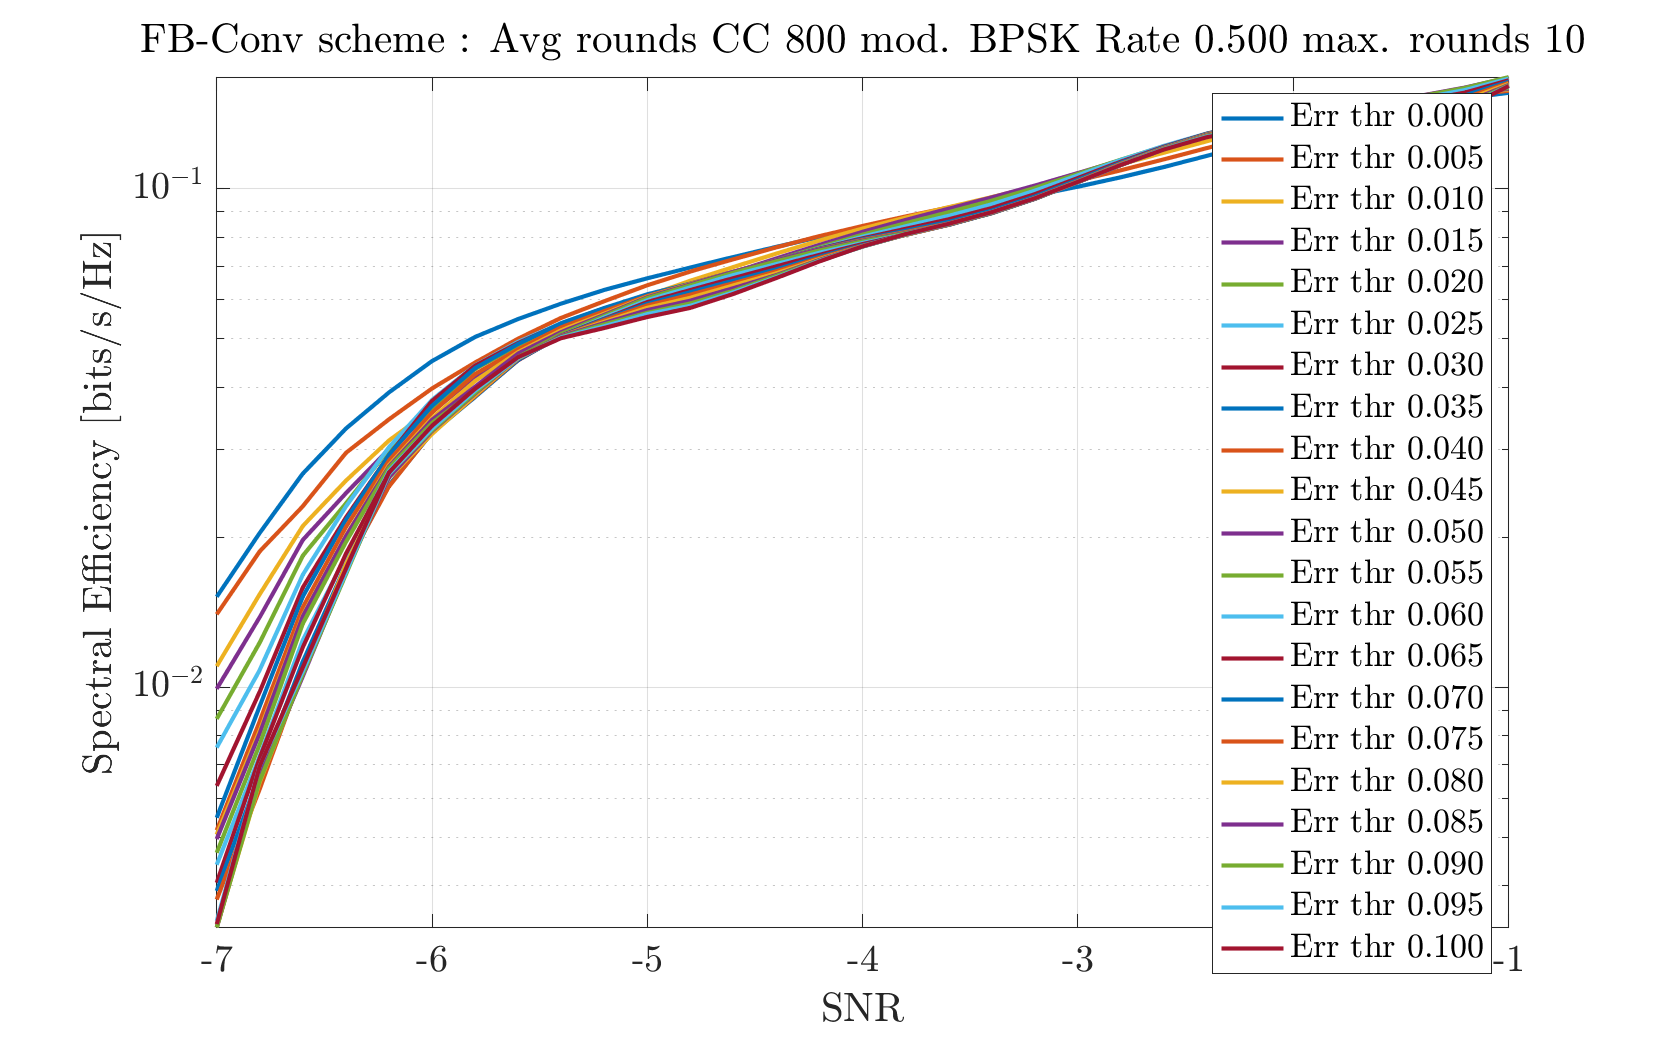 FB-Conv scheme : Avg rounds CC 800 mod. BPSK Rate 0.500 max. rounds 10
Spectral Efficiency [bits/s/Hz]
10⁻¹
10⁻²
-7 -6 -5 -4 -3 -1
SNR
Err thr 0.000
Err thr 0.005
Err thr 0.010
Err thr 0.015
Err thr 0.020
Err thr 0.025
Err thr 0.030
Err thr 0.035
Err thr 0.040
Err thr 0.045
Err thr 0.050
Err thr 0.055
Err thr 0.060
Err thr 0.065
Err thr 0.070
Err thr 0.075
Err thr 0.080
Err thr 0.085
Err thr 0.090
Err thr 0.095
Err thr 0.100